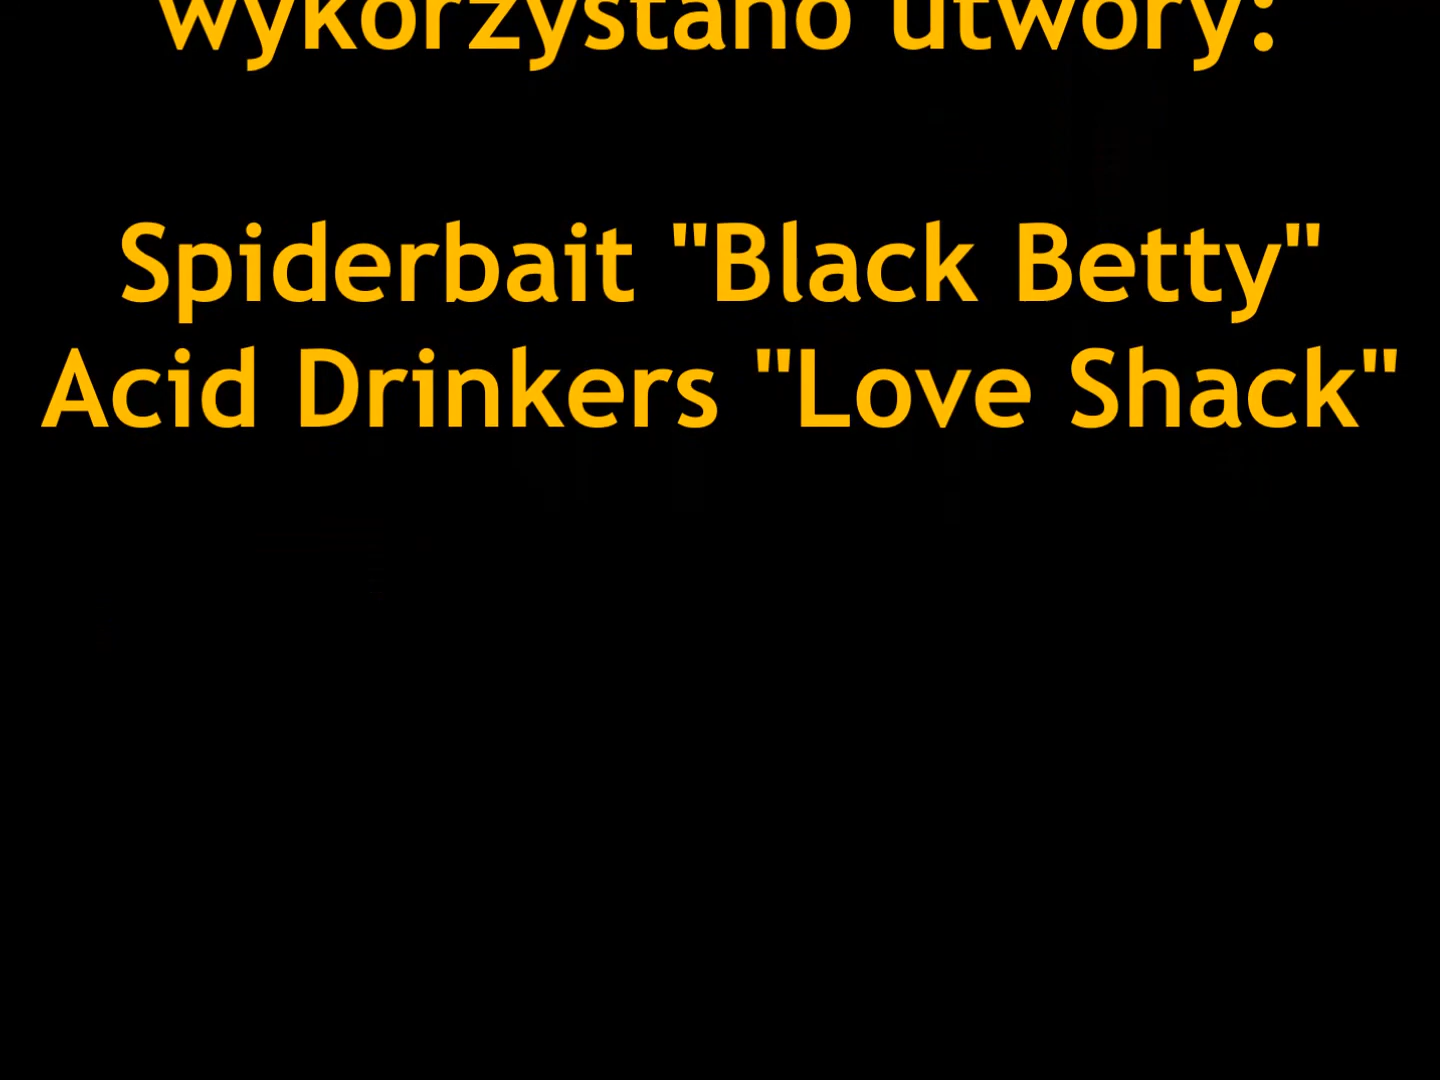 wykorzystano utwory:
Spiderbait "Black Betty"
Acid Drinkers "Love Shack"